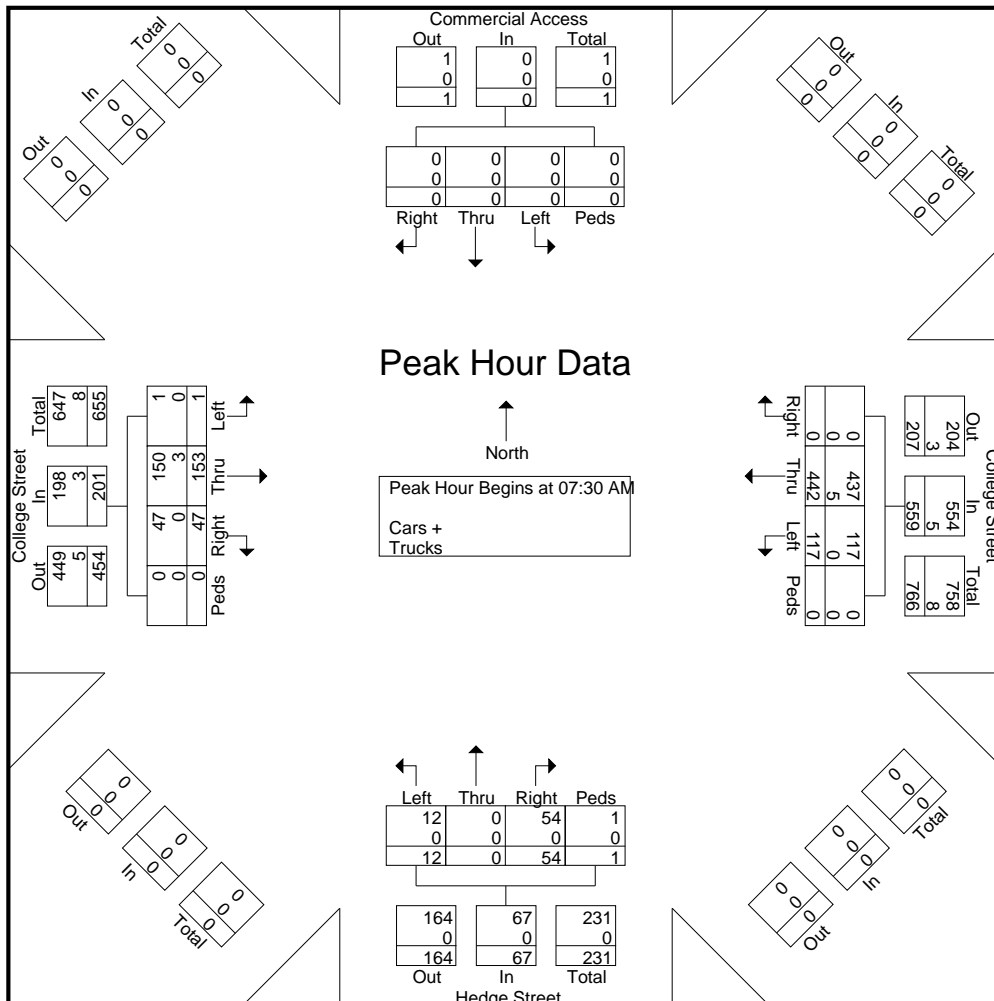 Commercial Access
Out In Total
1 0 1
0 0 0
1 0 1
0 0 0 0
0 0 0 0
0 0 0 0
Right Thru Left Peds
Total
0
0
0
In
0
0
0
Out
0
0
0
Out
0
0
0
In
0
0
0
Total
0
0
0
Peak Hour Data
North
Peak Hour Begins at 07:30 AM
Cars +
Trucks
College Street
Total
647
8
655
In
198
3
201
Out
449
5
454
1 0 1 Left
150 3 153 Thru
47 0 47 Right
0 0 0 Peds
Right 0 0 0
Thru 442 5 437
Left 117 0 117
Peds 0 0 0
College Street
Out
204
3
207
In
554
5
559
Total
758
8
766
Left Thru Right Peds
12 0 54 1
0 0 0 0
12 0 54 1
164 67 231
0 0 0
164 67 231
Out In Total
Hedge Street
Out
0
0
0
In
0
0
0
Total
0
0
0
Total
0
0
0
In
0
0
0
Out
0
0
0